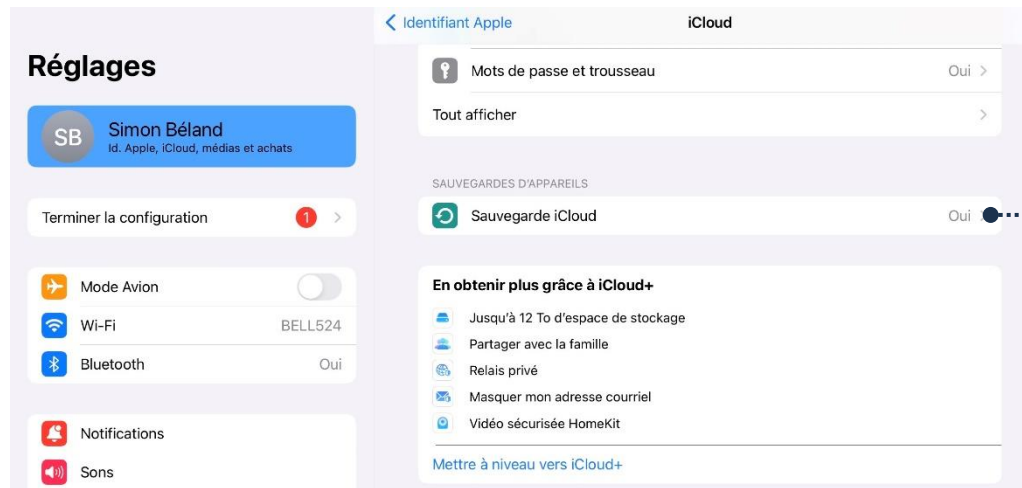 Réglages
SB
Simon Béland
Id. Apple, iCloud, médias et achats
Terminer la configuration
1
Mode Avion
Wi-Fi
BELL524
Bluetooth
Oui
Notifications
Sons
Identifiant Apple
iCloud
Mots de passe et trousseau
Oui
Tout afficher
SAUVEGARDES D'APPAREILS
Sauvegarde iCloud
Oui
En obtenir plus grâce à iCloud+
Jusqu'à 12 To d'espace de stockage
Partager avec la famille
Relais privé
Masquer mon adresse courriel
Vidéo sécurisée HomeKit
Mettre à niveau vers iCloud+